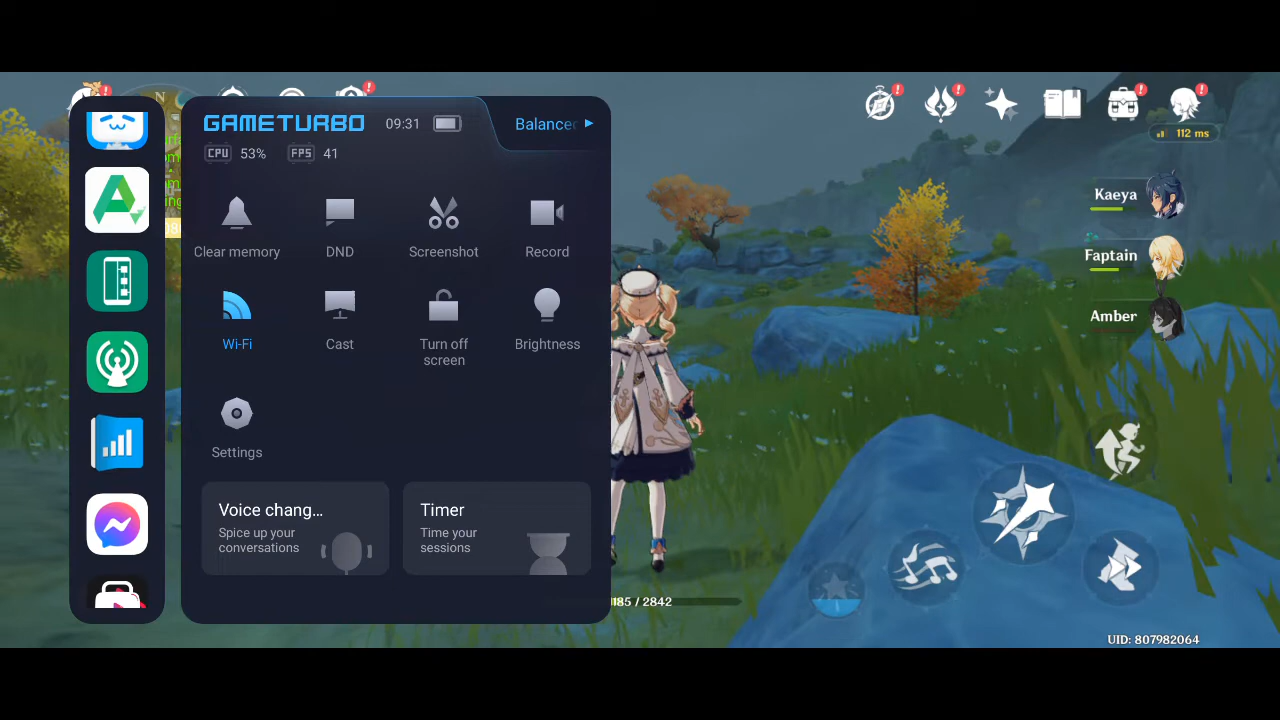 N
GAMETURBO 09:31
Balance
CPU 53% FPS 41
112 ms
Kaeya
Faptain
Amber
Clear memory
DND
Screenshot
Record
Wi-Fi
Cast
Turn off
screen
Brightness
Settings
Voice chang...
Spice up your
conversations
Timer
Time your
sessions
185 / 2842
UID: 807982064